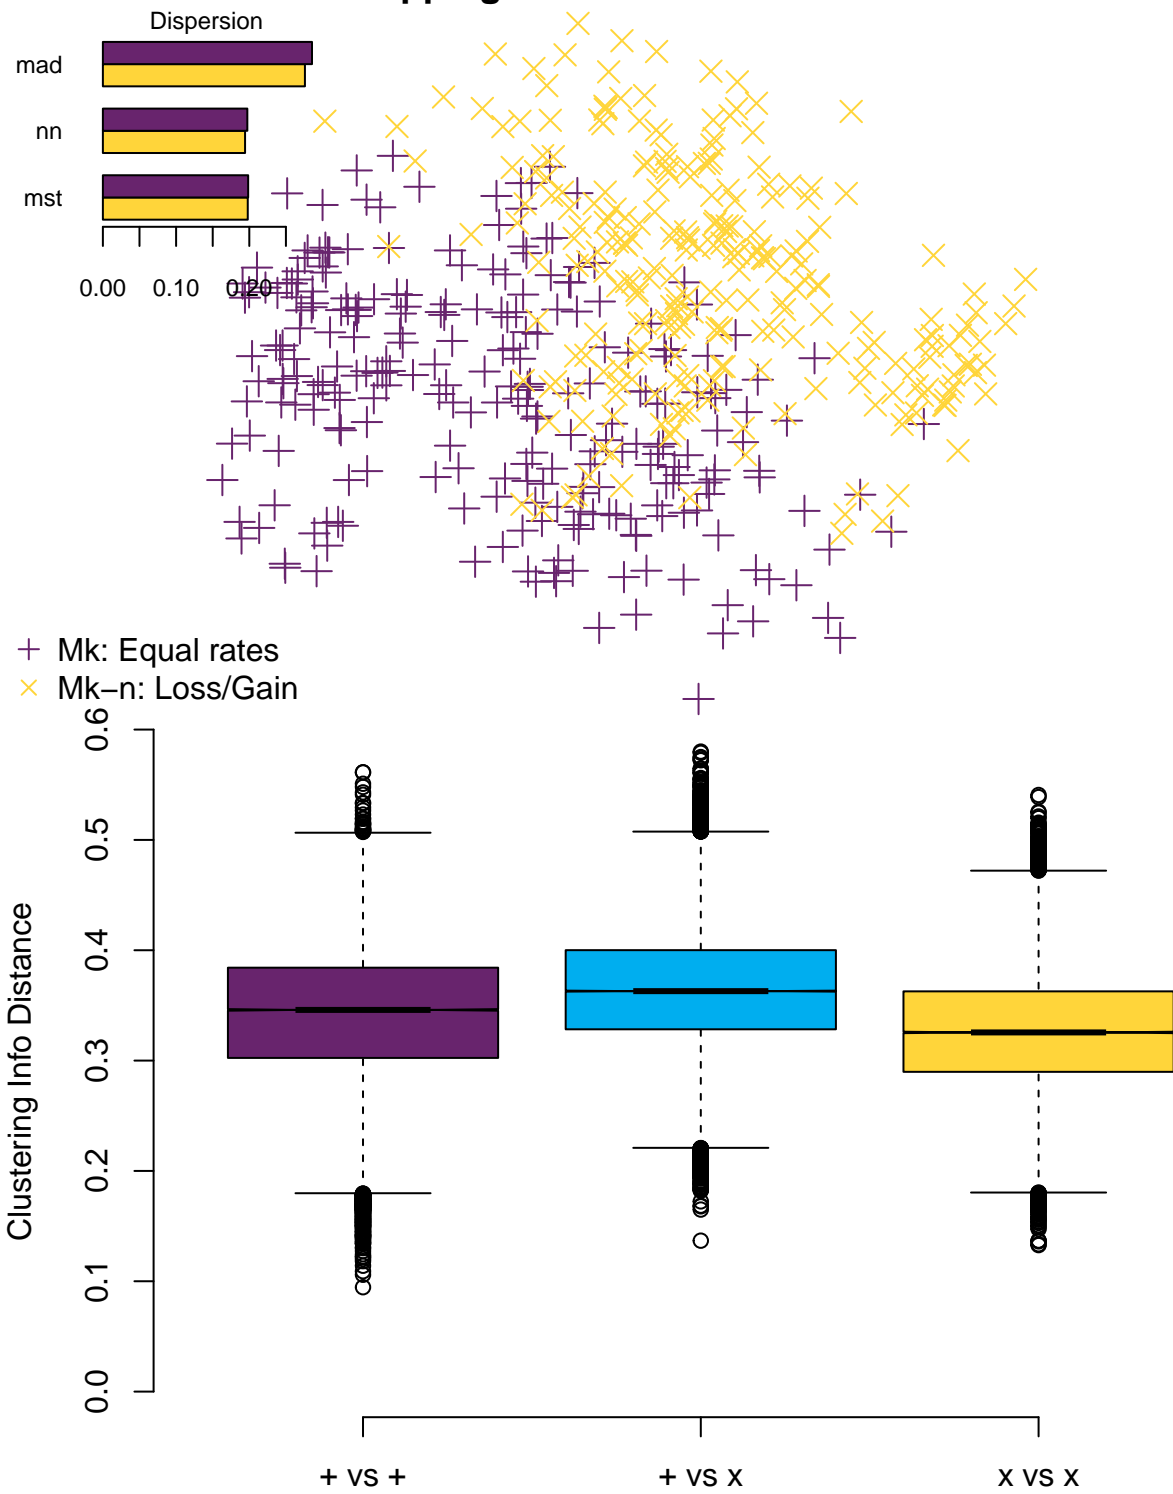 Dispersion
mad
nn
mst
0.00 0.10 0.20
+ Mk: Equal rates
× Mk−n: Loss/Gain
Clustering Info Distance
0.6
0.5
0.4
0.3
0.2
0.1
0.0
+ vs + + vs x x vs x